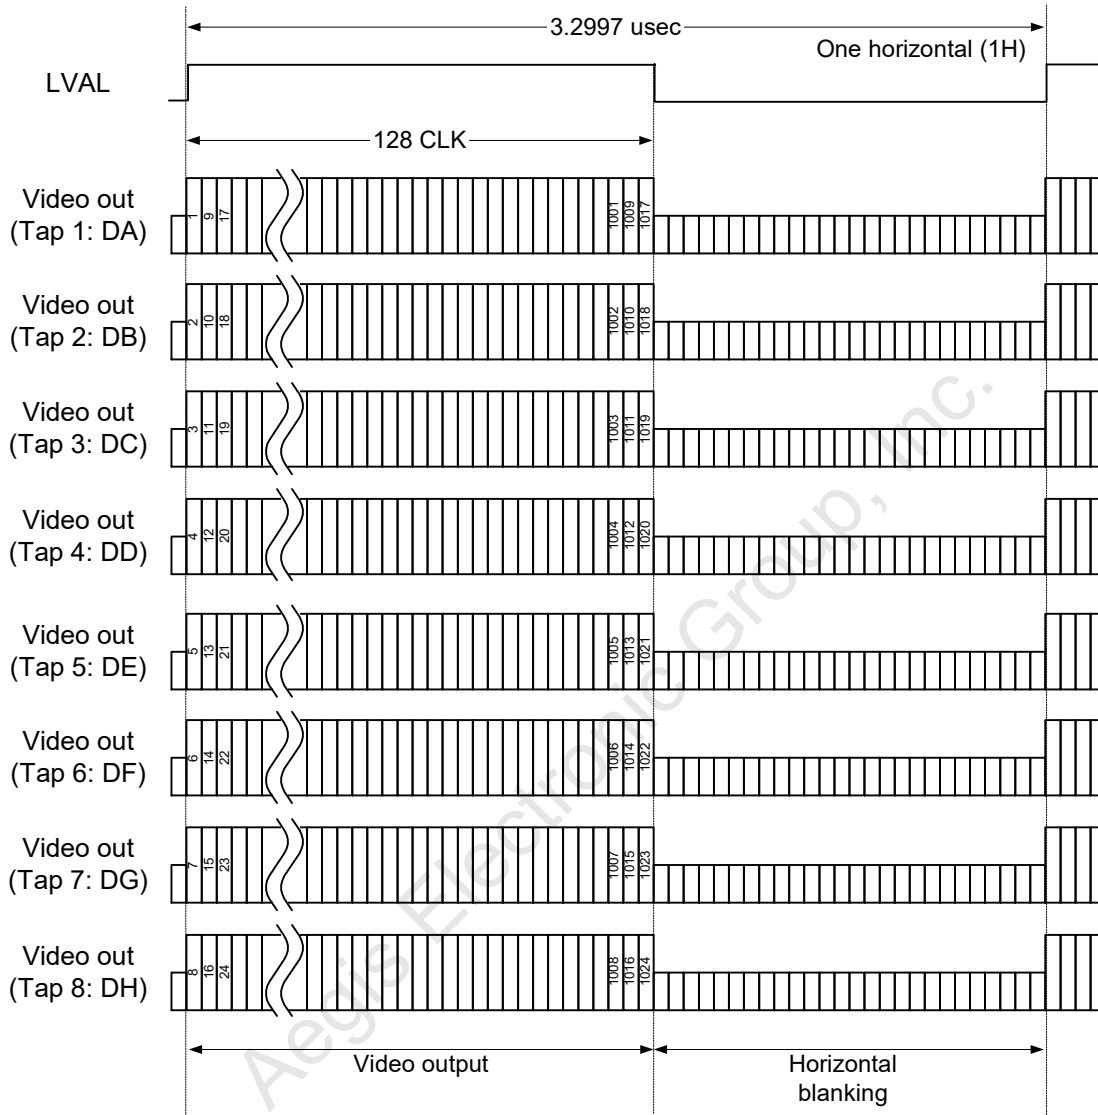 3.2997 usec
One horizontal (1H)
LVAL
128 CLK
Video out
(Tap 1: DA)
1 9 17 1001 1009 1017
Video out
(Tap 2: DB)
2 10 18 1002 1010 1018
Video out
(Tap 3: DC)
3 11 19 1003 1011 1019
Video out
(Tap 4: DD)
4 12 20 1004 1012 1020
Video out
(Tap 5: DE)
5 13 21 1005 1013 1021
Video out
(Tap 6: DF)
6 14 22 1006 1014 1022
Video out
(Tap 7: DG)
7 15 23 1007 1015 1023
Video out
(Tap 8: DH)
8 16 24 1008 1016 1024
Video output
Horizontal
blanking
Aegis Electronic Group, Inc.